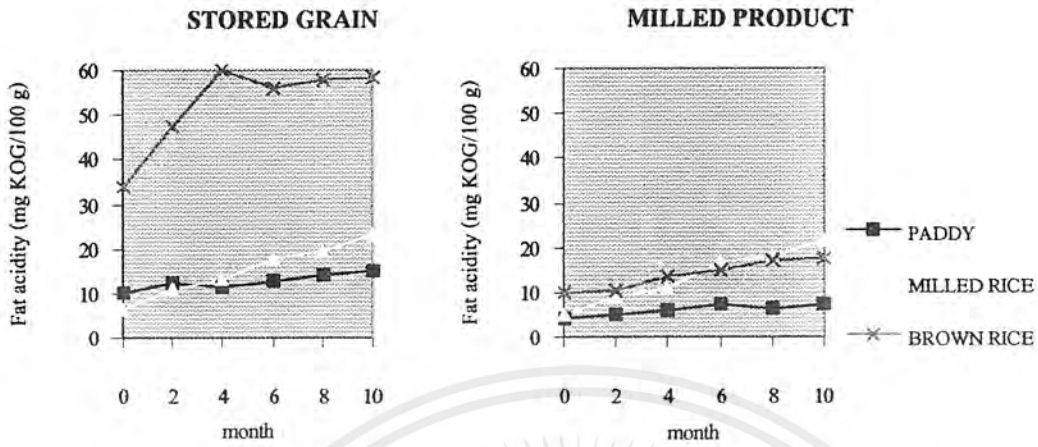 STORED GRAIN
Fat acidity (mg KOG/100 g)
60
50
40
30
20
10
0
0 2 4 6 8 10
month
MILLED PRODUCT
Fat acidity (mg KOG/100 g)
60
50
40
30
20
10
0
0 2 4 6 8 10
month
PADDY
MILLED RICE
BROWN RICE